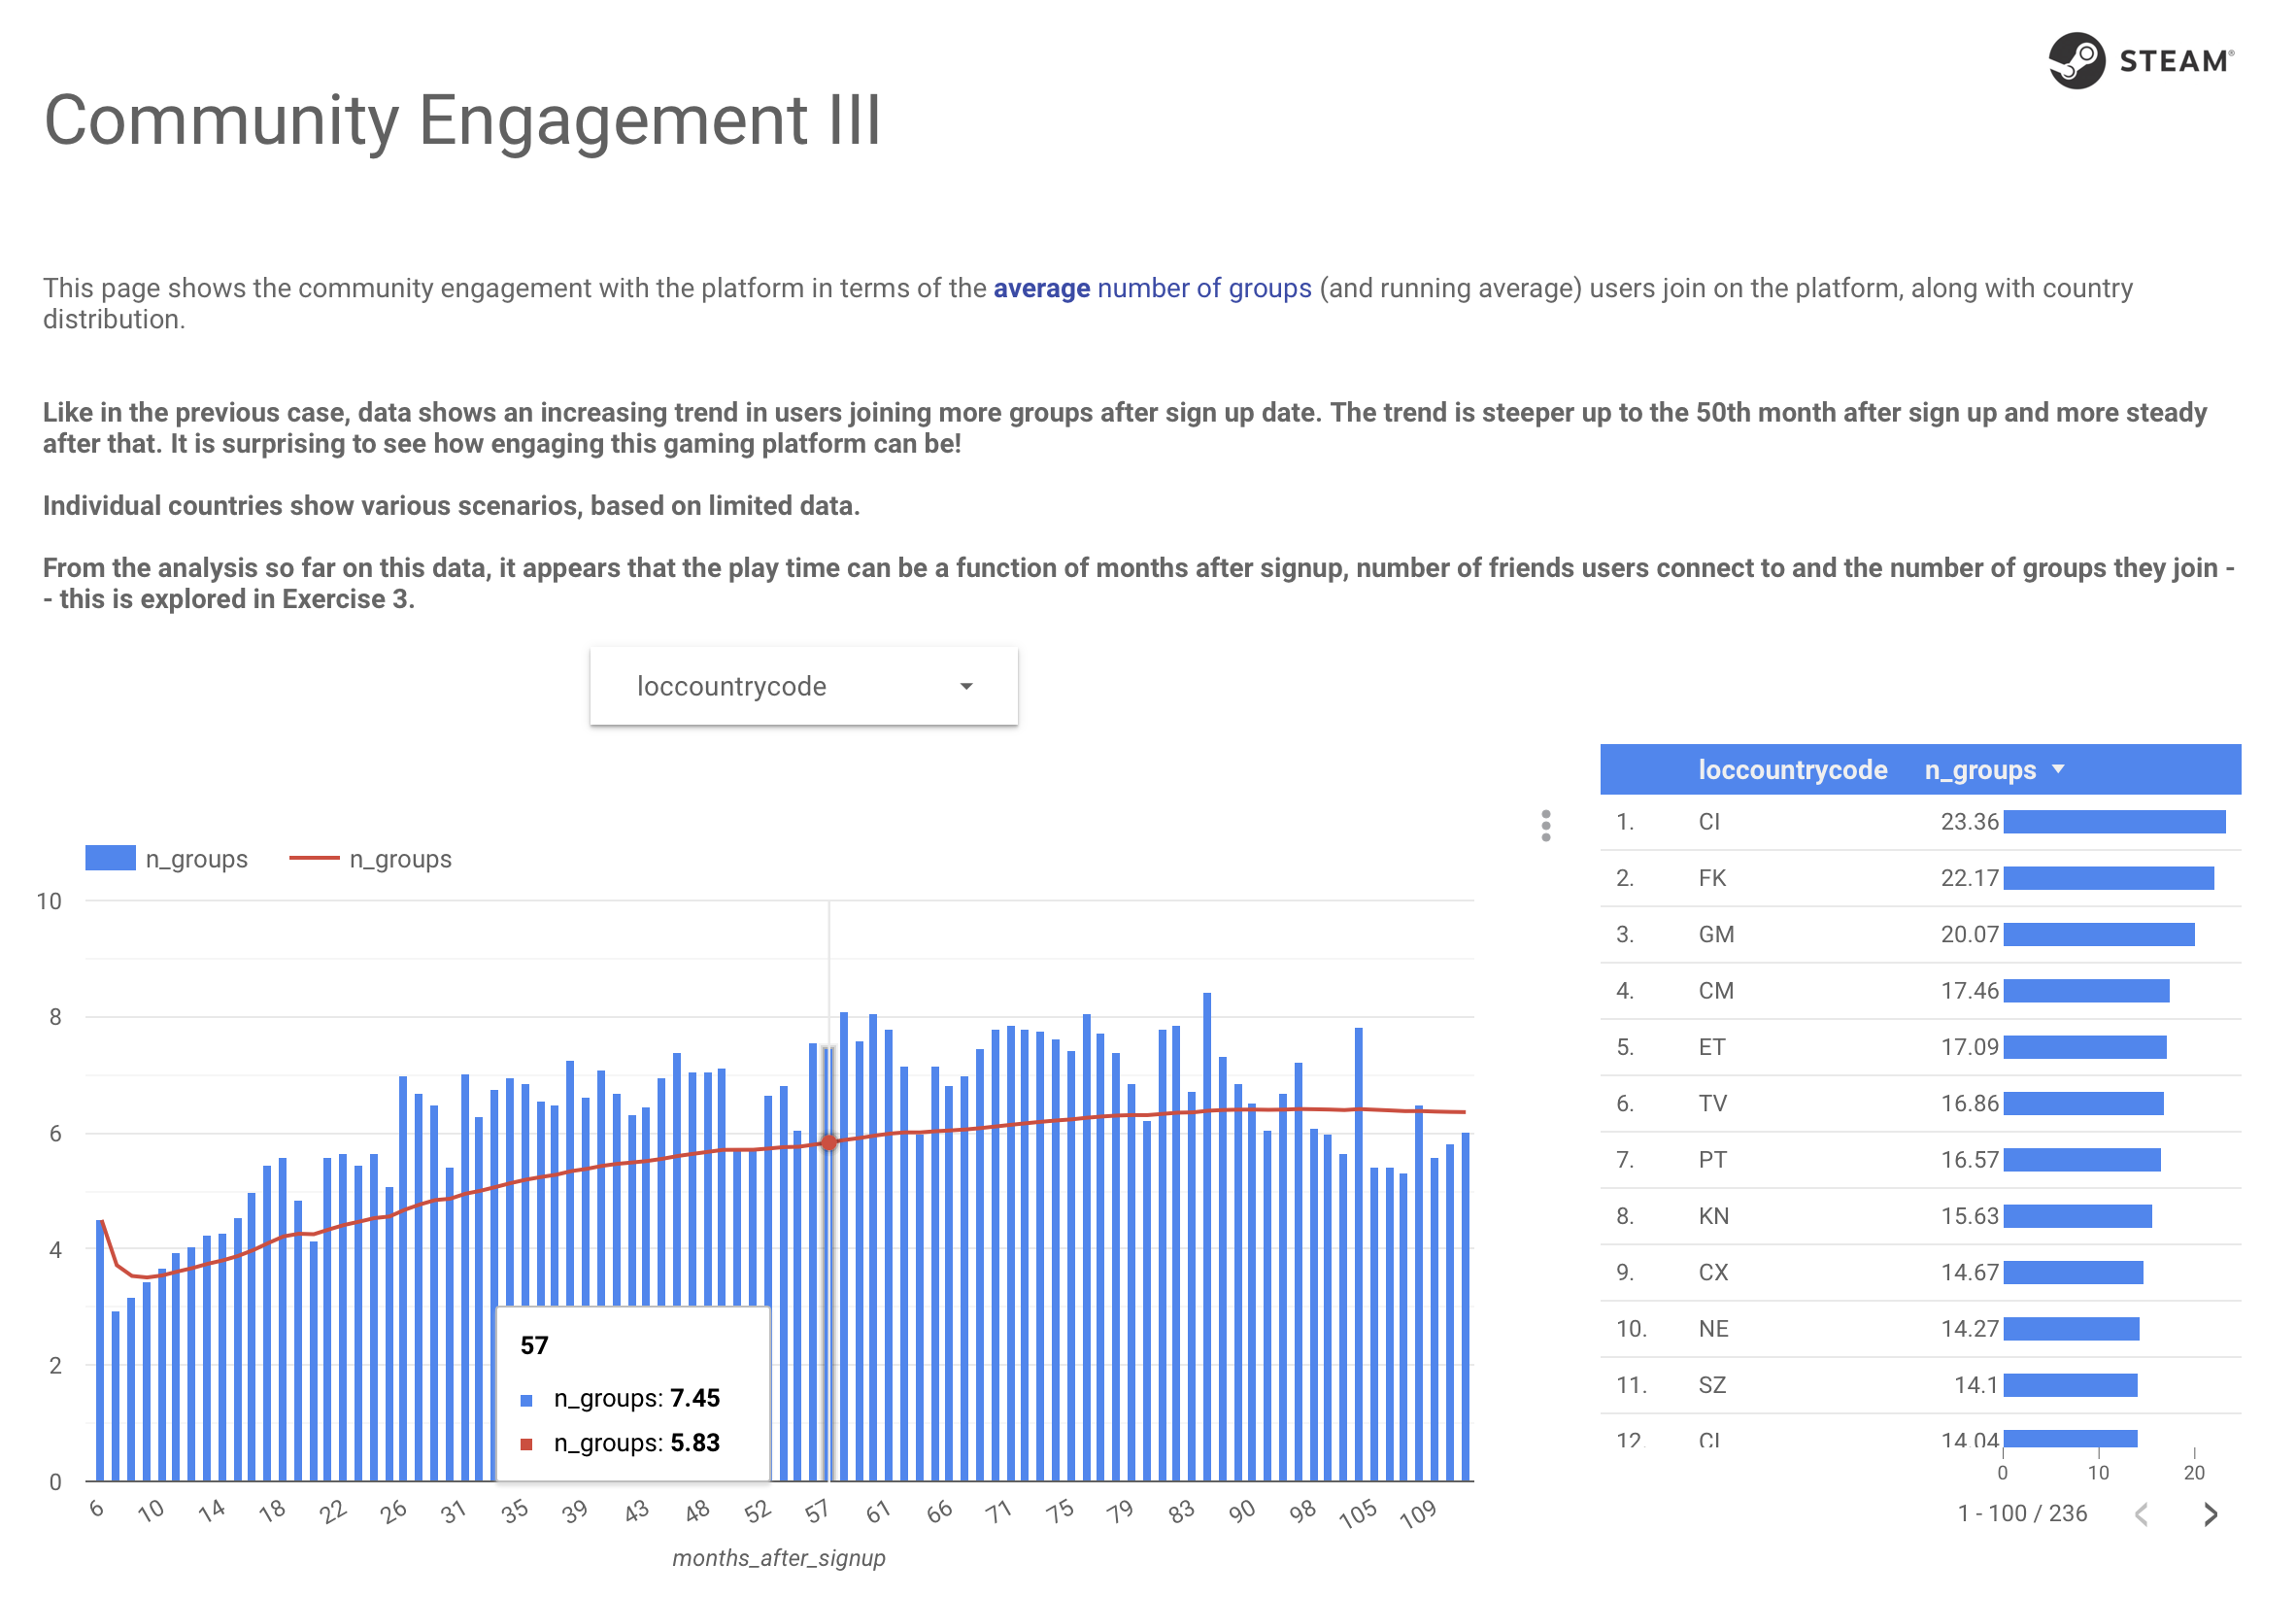 STEAM®
Community Engagement III
This page shows the community engagement with the platform in terms of the average number of groups (and running average) users join on the platform, along with country
distribution.
Like in the previous case, data shows an increasing trend in users joining more groups after sign up date. The trend is steeper up to the 50th month after sign up and more steady
after that. It is surprising to see how engaging this gaming platform can be!
Individual countries show various scenarios, based on limited data.
From the analysis so far on this data, it appears that the play time can be a function of months after signup, number of friends users connect to and the number of groups they join -
- this is explored in Exercise 3.
loccountrycode
n_groups n_groups
10
8
6
4
2
0
57
n_groups: 7.45
n_groups: 5.83
6 10 14 18 22 26 31 35 39 43 48 52 57 61 66 71 75 79 83 90 98 105 109
months_after_signup
loccountrycode n_groups
1. CI 23.36
2. FK 22.17
3. GM 20.07
4. CM 17.46
5. ET 17.09
6. TV 16.86
7. PT 16.57
8. KN 15.63
9. CX 14.67
10. NE 14.27
11. SZ 14.1
12. 14.04
0 10 20
1 - 100 / 236